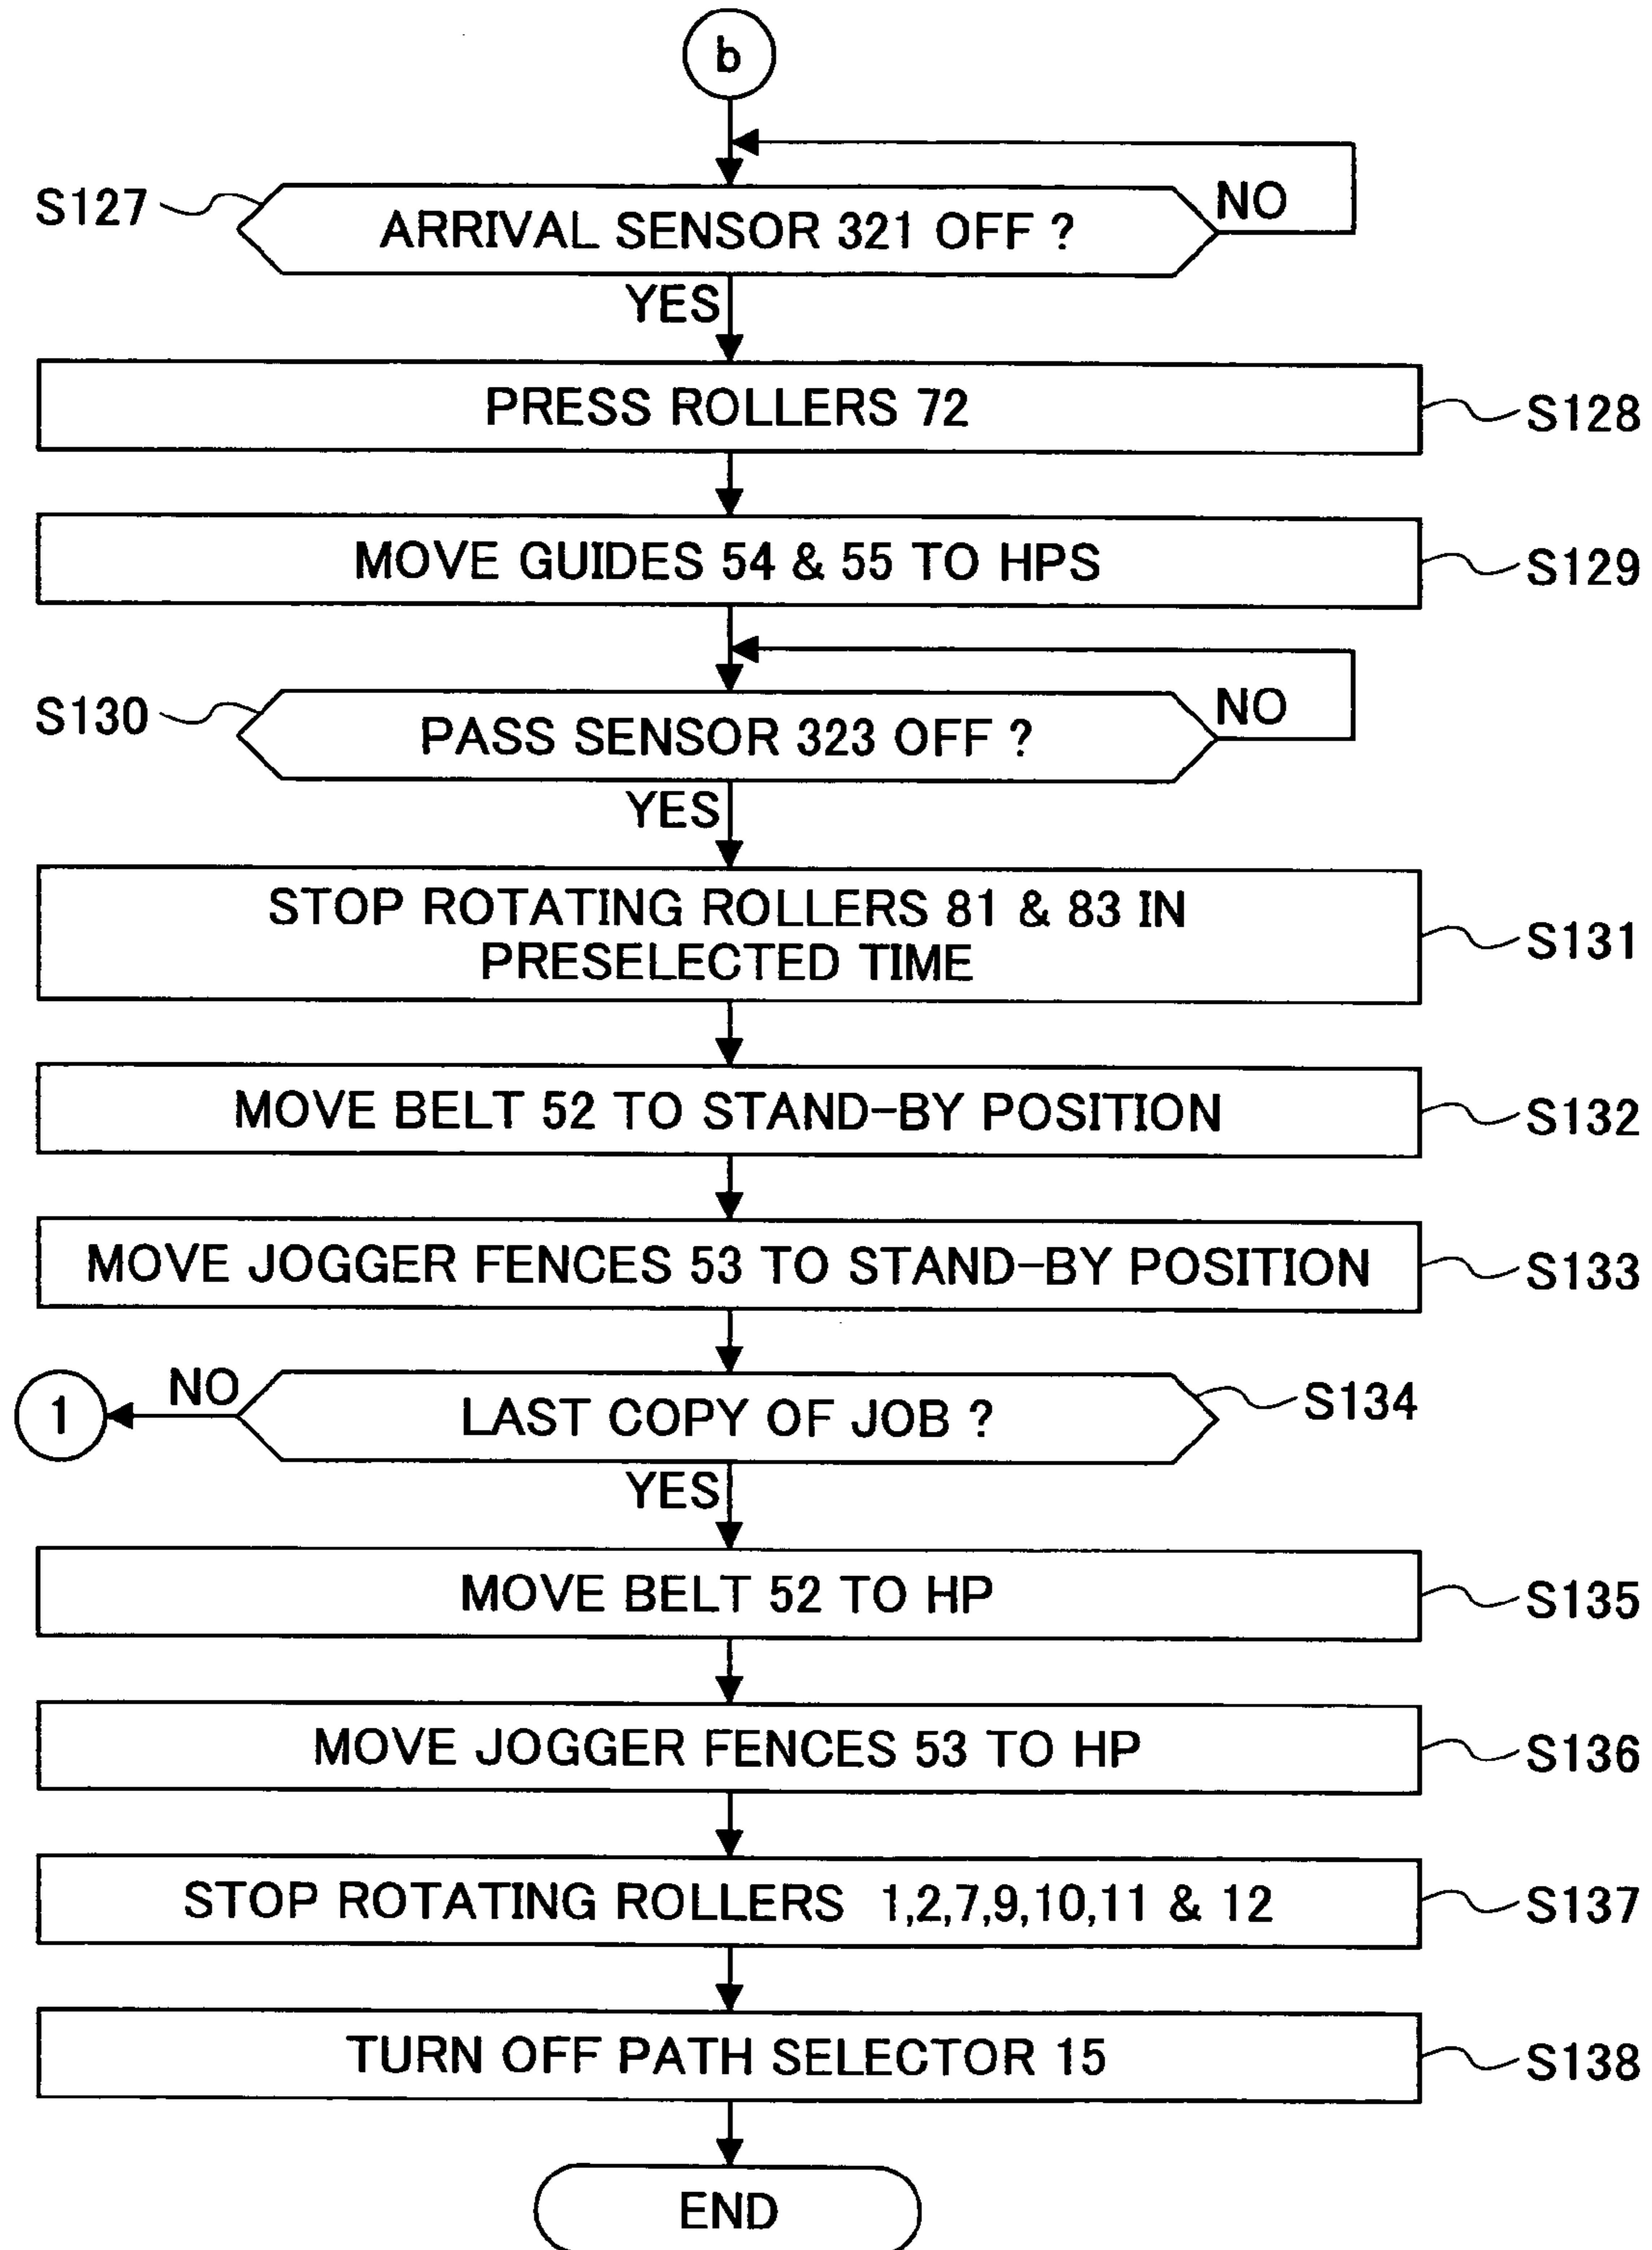 b
S127
ARRIVAL SENSOR 321 OFF ?
NO
YES
PRESS ROLLERS 72
S128
MOVE GUIDES 54 & 55 TO HPS
S129
S130
PASS SENSOR 323 OFF ?
NO
YES
STOP ROTATING ROLLERS 81 & 83 IN
PRESELECTED TIME
S131
MOVE BELT 52 TO STAND-BY POSITION
S132
MOVE JOGGER FENCES 53 TO STAND-BY POSITION
S133
1
NO
LAST COPY OF JOB ?
S134
YES
MOVE BELT 52 TO HP
S135
MOVE JOGGER FENCES 53 TO HP
S136
STOP ROTATING ROLLERS 1,2,7,9,10,11 & 12
S137
TURN OFF PATH SELECTOR 15
S138
END